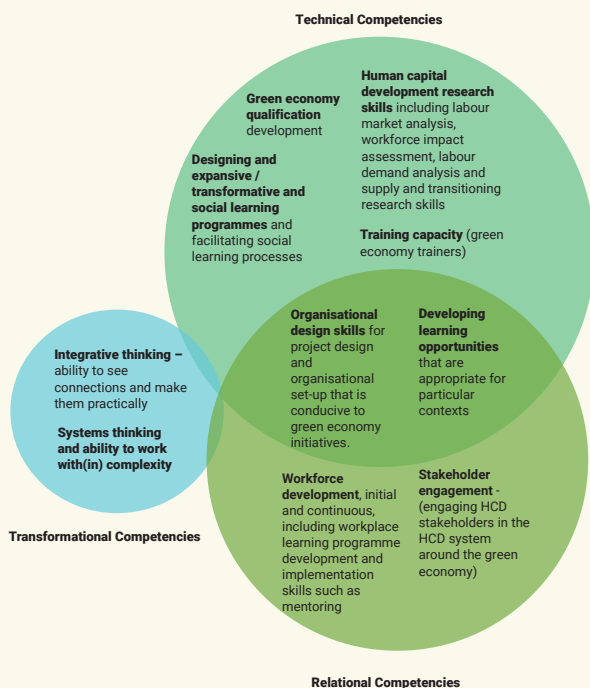 Technical Competencies
Green economy
qualification
development
Human capital
development research
skills including labour
market analysis,
workforce impact
assessment, labour
demand analysis and
supply and transitioning
research skills
Designing and
expansive /
transformative and
social learning
programmes and
facilitating social
learning processes
Training capacity (green
economy trainers)
Organisational
design skills for
project design
and
organisational
set-up that is
conducive to
green economy
initiatives.
Developing
learning
opportunities
that are
appropriate for
particular
contexts
Integrative thinking –
ability to see
connections and make
them practically
Systems thinking
and ability to work
with(in) complexity
Transformational Competencies
Workforce
development, initial
and continuous,
including workplace
learning programme
development and
implementation
skills such as
mentoring
Stakeholder
engagement -
(engaging HCD
stakeholders in the
HCD system
around the green
economy)
Relational Competencies